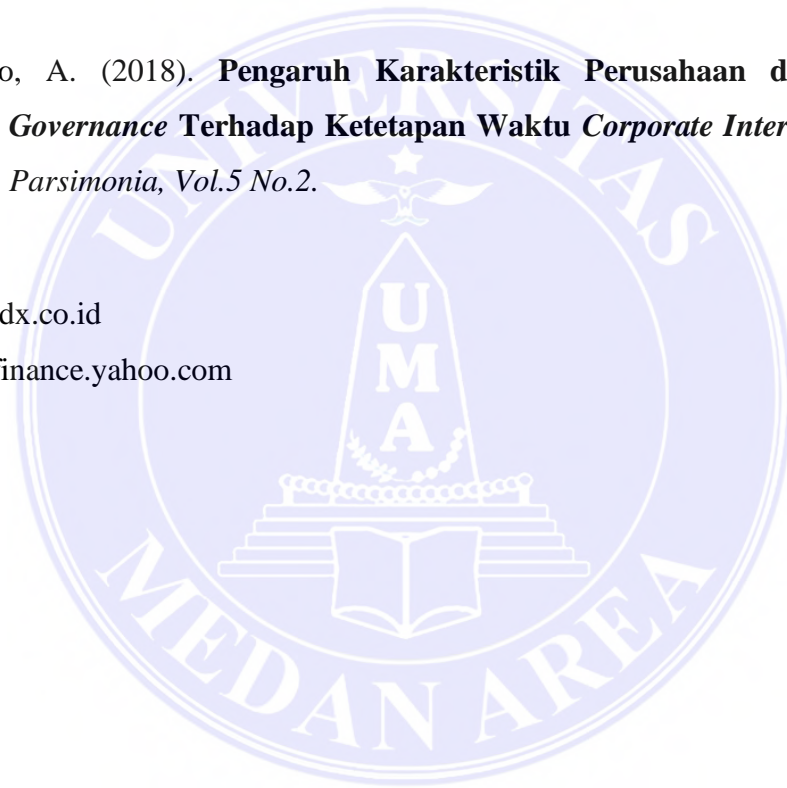 o, A. (2018). Pengaruh Karakteristik Perusahaan d
Governance Terhadap Ketetapan Waktu Corporate Inter
Parsimonia, Vol.5 No.2.
dx.co.id
finance.yahoo.com
UNIVERSITAS
UMA
MEDAN AREA